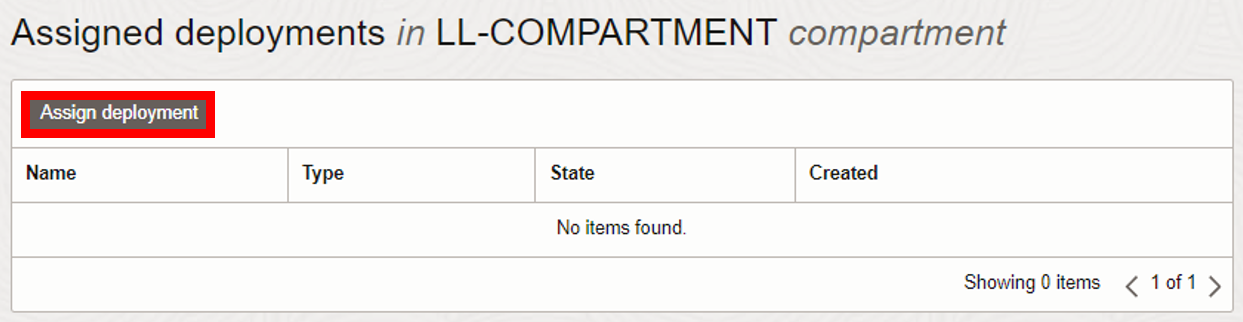 Assigned deployments in LL-COMPARTMENT compartment
Assign deployment
Name Type State Created
No items found.
Showing 0 items < 1 of 1 >